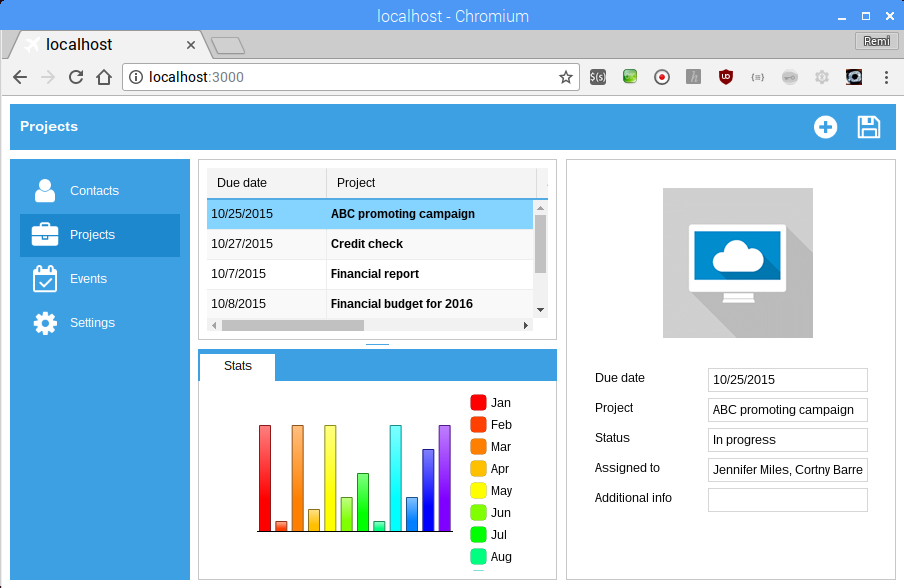 localhost - Chromium
localhost
Remi
localhost:3000
$(s)
h
UD
{≡}
Projects
Contacts
Projects
Events
Settings
Due date Project
10/25/2015 ABC promoting campaign
10/27/2015 Credit check
10/7/2015 Financial report
10/8/2015 Financial budget for 2016
Stats
Jan
Feb
Mar
Apr
May
Jun
Jul
Aug
Due date 10/25/2015
Project ABC promoting campaign
Status In progress
Assigned to Jennifer Miles, Cortny Barre
Additional info